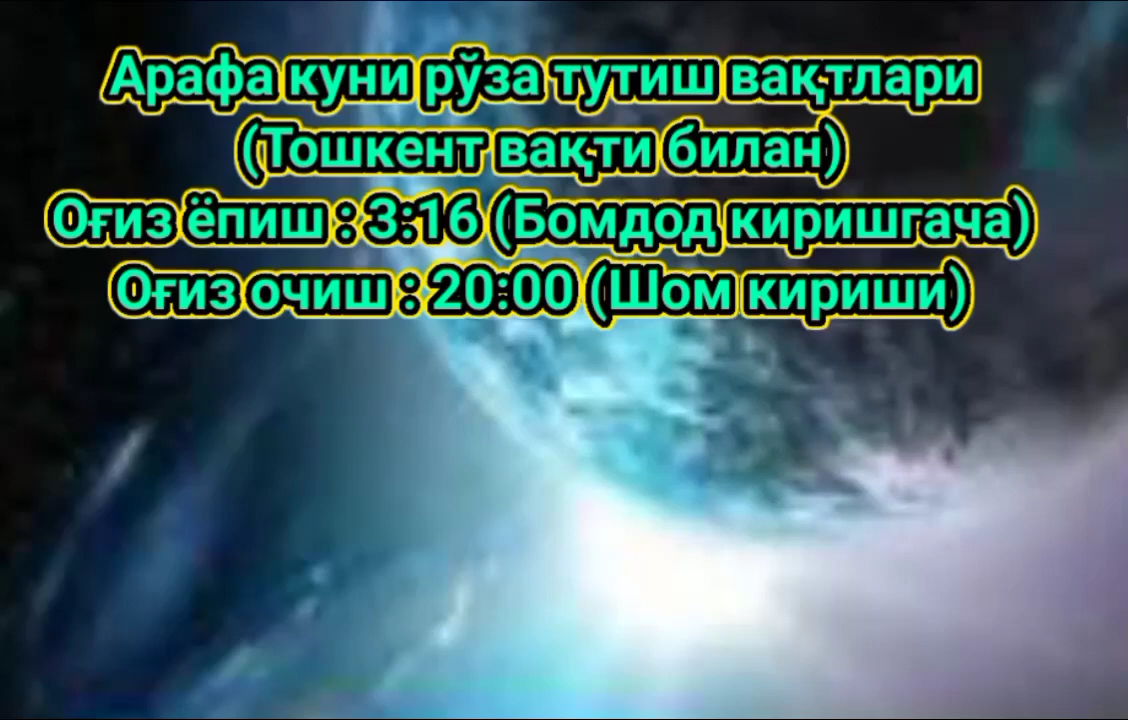 Арафа куни рўза тутиш вақтлари
(Тошкент вақти билан)
Оғиз ёпиш : 3:16 (Бомдод киришгача)
Оғиз очиш : 20:00 (Шом кириши)